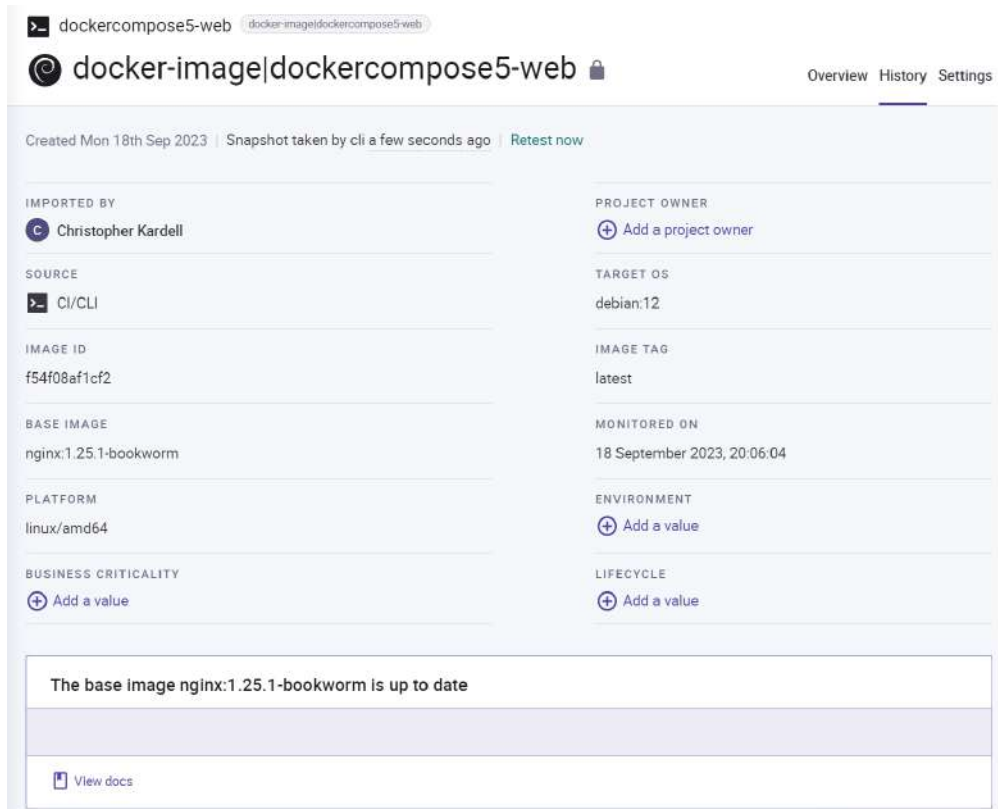 dockercompose5-web docker-image|dockercompose5-web
docker-image|dockercompose5-web
Overview History Settings
Created Mon 18th Sep 2023 | Snapshot taken by cli a few seconds ago | Retest now
IMPORTED BY
C Christopher Kardell
PROJECT OWNER
Add a project owner
SOURCE
CI/CLI
TARGET OS
debian:12
IMAGE ID
f54f08af1cf2
IMAGE TAG
latest
BASE IMAGE
nginx:1.25.1-bookworm
MONITORED ON
18 September 2023, 20:06:04
PLATFORM
linux/amd64
ENVIRONMENT
Add a value
BUSINESS CRITICALITY
Add a value
LIFECYCLE
Add a value
The base image nginx:1.25.1-bookworm is up to date
View docs